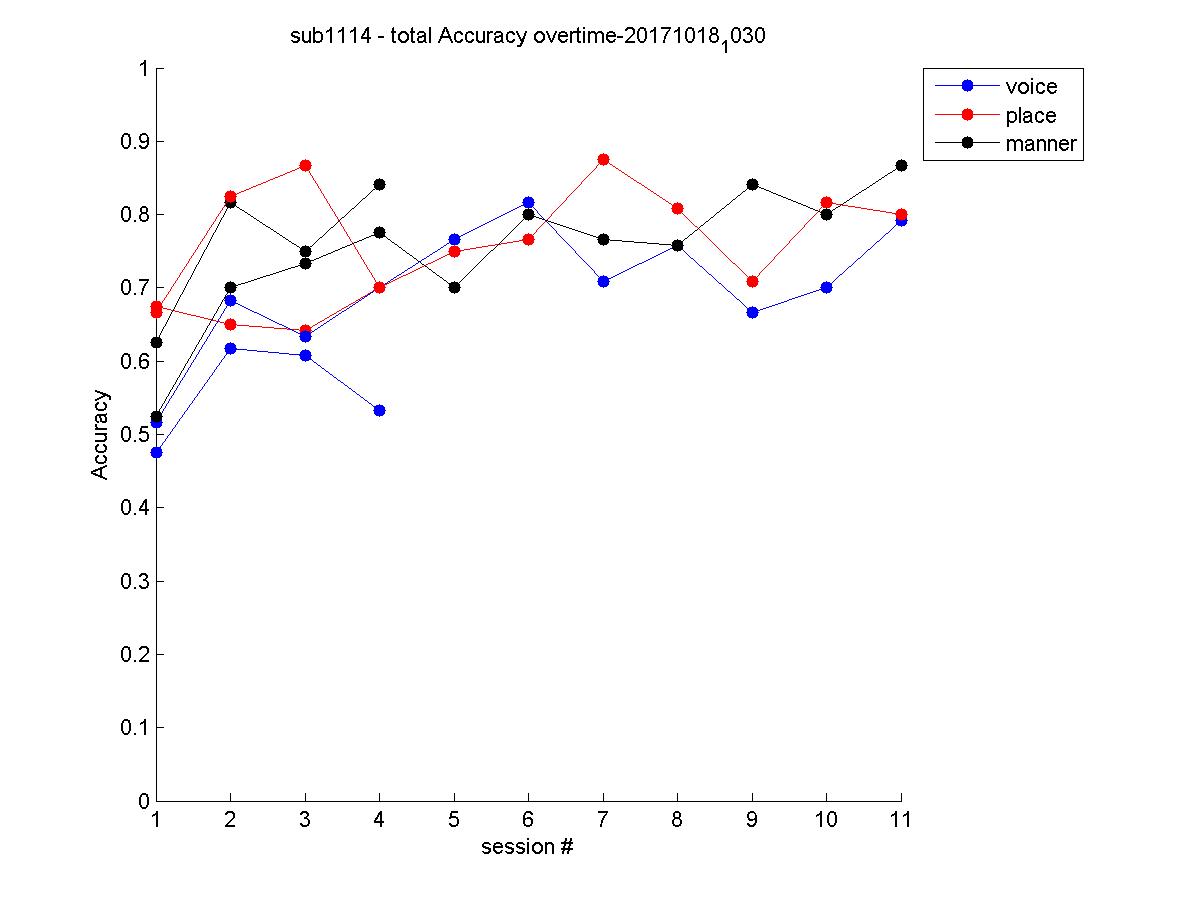 sub1114 - total Accuracy overtime-20171018_1030
voice
place
manner
1
0.9
0.8
0.7
0.6
0.5
0.4
0.3
0.2
0.1
0
Accuracy
1 2 3 4 5 6 7 8 9 10 11
session #